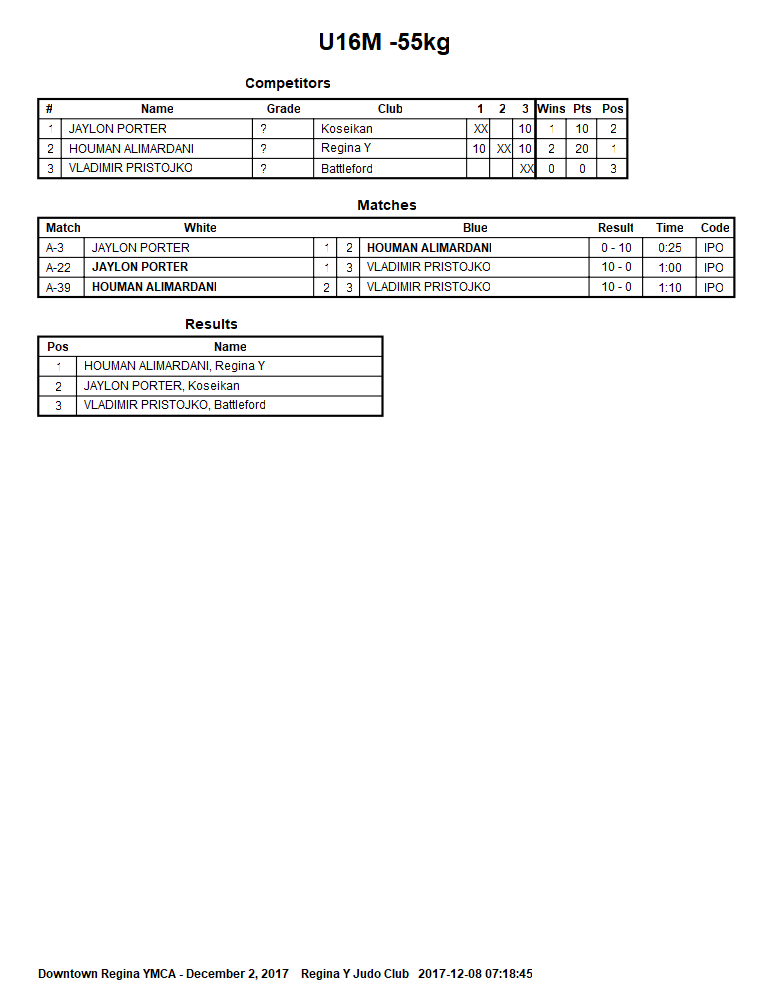 U16M -55kg
Competitors
# Name Grade Club 1 2 3 Wins Pts Pos
1 JAYLON PORTER ? Koseikan XX 10 1 10 2
2 HOUMAN ALIMARDANI ? Regina Y 10 XX 10 2 20 1
3 VLADIMIR PRISTOJKO ? Battleford XX 0 0 3
Matches
Match White Blue Result Time Code
A-3 JAYLON PORTER 1 2 HOUMAN ALIMARDANI 0 - 10 0:25 IPO
A-22 JAYLON PORTER 1 3 VLADIMIR PRISTOJKO 10 - 0 1:00 IPO
A-39 HOUMAN ALIMARDANI 2 3 VLADIMIR PRISTOJKO 10 - 0 1:10 IPO
Results
Pos Name
1 HOUMAN ALIMARDANI, Regina Y
2 JAYLON PORTER, Koseikan
3 VLADIMIR PRISTOJKO, Battleford
Downtown Regina YMCA - December 2, 2017 Regina Y Judo Club 2017-12-08 07:18:45